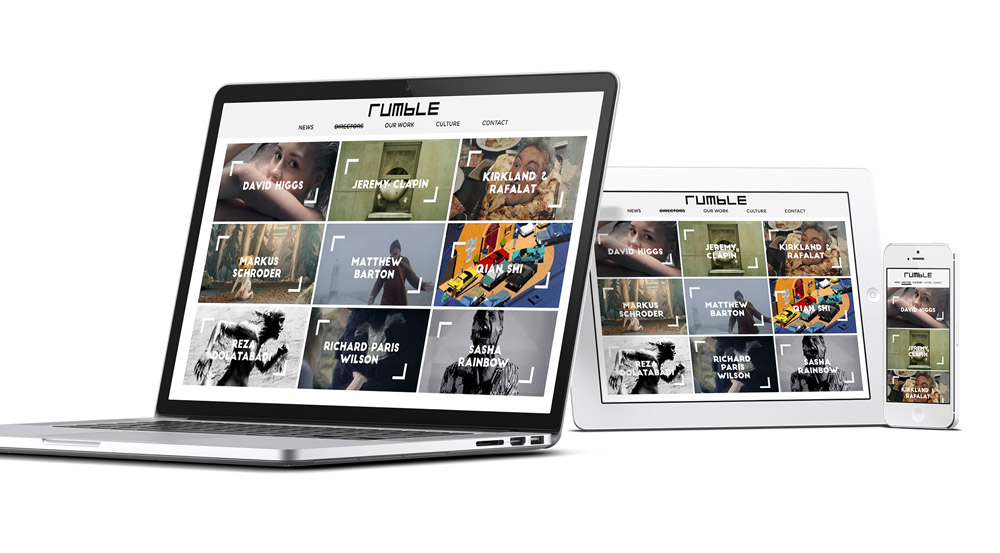 rumble
NEWS DIRECTORS OUR WORK CULTURE CONTACT
DAVID HIGGS
JEREMY CLAPIN
KIRKLAND &
RAFALAT
MARKUS
SCHRODER
MATTHEW
BARTON
QIAN SHI
REZA
DOLATABADI
RICHARD PARIS
WILSON
SASHA
RAINBOW
rumble
NEWS DIRECTORS OUR WORK CULTURE CONTACT
DAVID HIGGS
JEREMY
CLAPIN
KIRKLAND &
RAFALAT
MARKUS
SCHRODER
MATTHEW
BARTON
QIAN SHI
REZA
DOLATABADI
RICHARD
PARIS
WILSON
SASHA
RAINBOW
rumble
DAVID HIGGS
JEREMY
CLAPIN
KIRKLAND &
RAFALAT